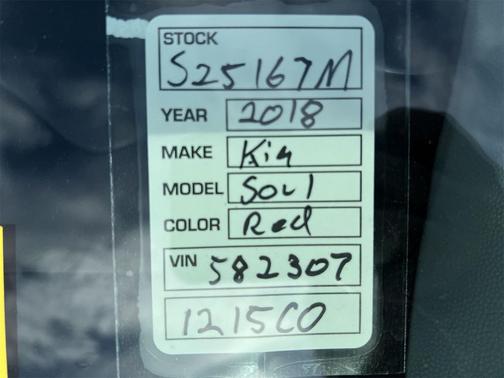 STOCK
S25167M
YEAR 2018
MAKE Kia
MODEL Soul
COLOR Red
VIN 582307
1215CO